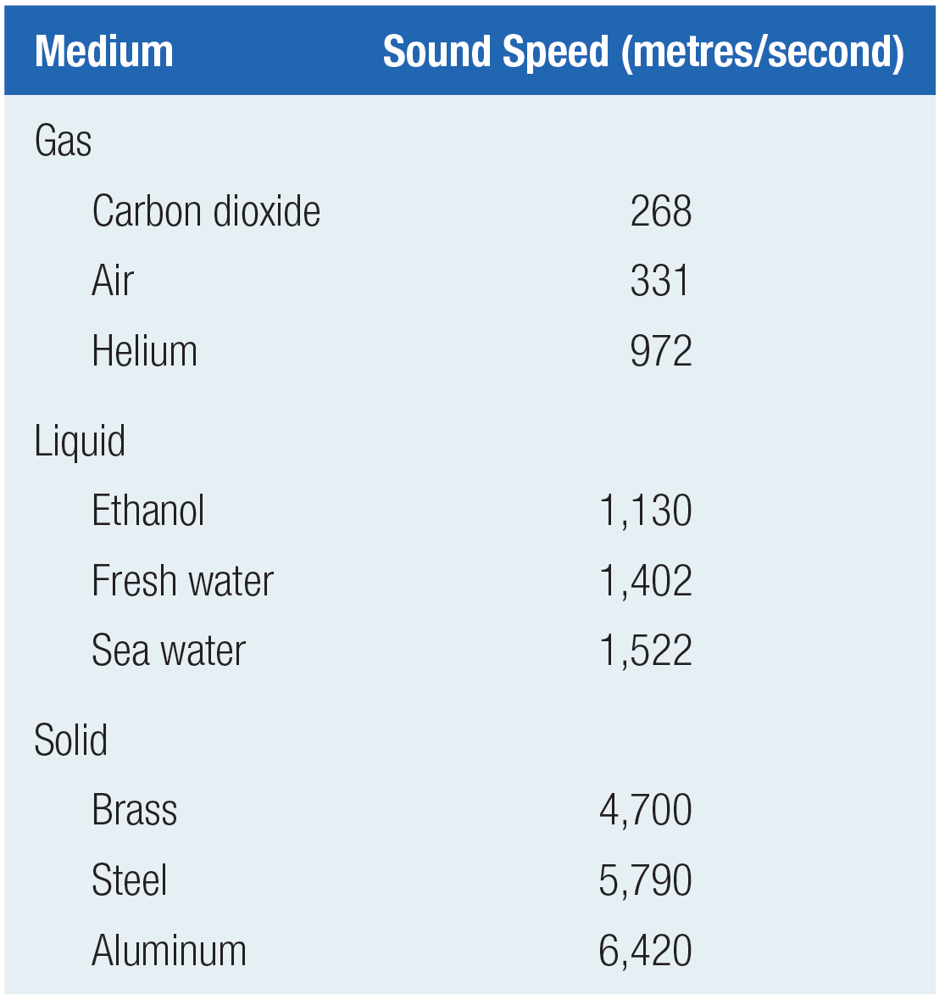 Medium Sound Speed (metres/second)
Gas
Carbon dioxide 268
Air 331
Helium 972
Liquid
Ethanol 1,130
Fresh water 1,402
Sea water 1,522
Solid
Brass 4,700
Steel 5,790
Aluminum 6,420